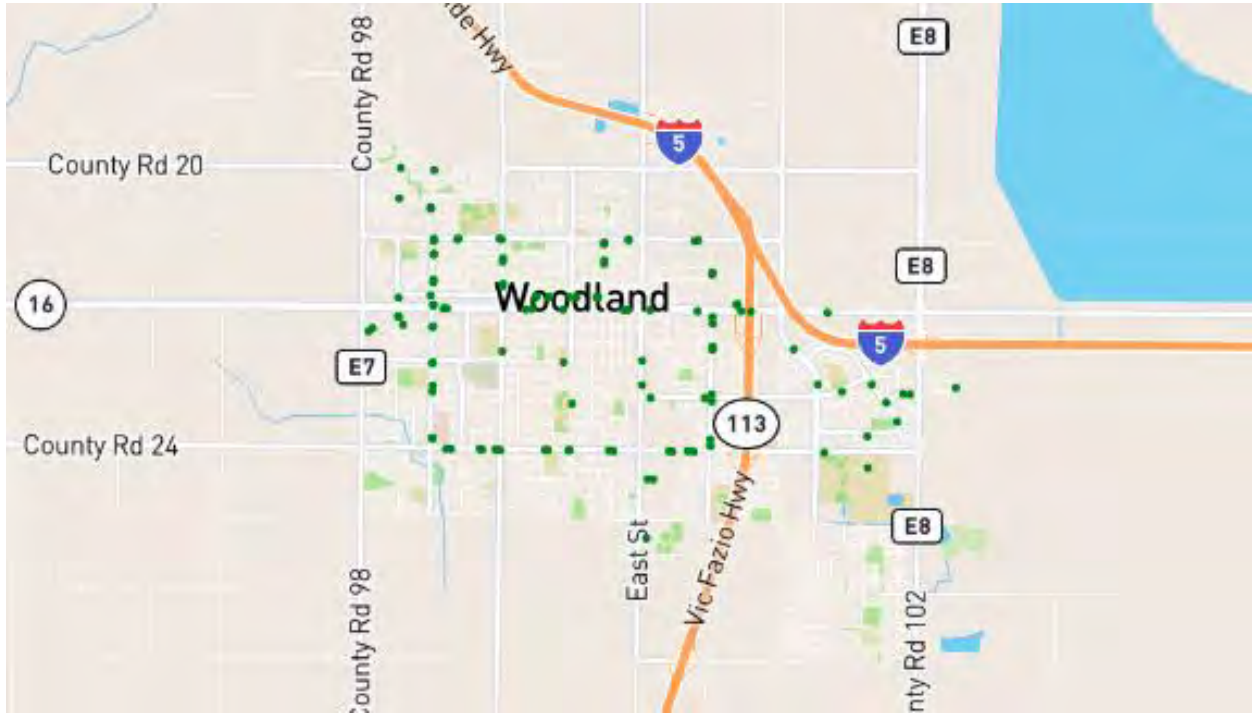 ide Hwy
County Rd 98
E8
5
County Rd 20
E8
16
Woodland
5
E7
113
County Rd 24
E8
East St
Vic Fazio Hwy
County Rd 98
nty Rd 102